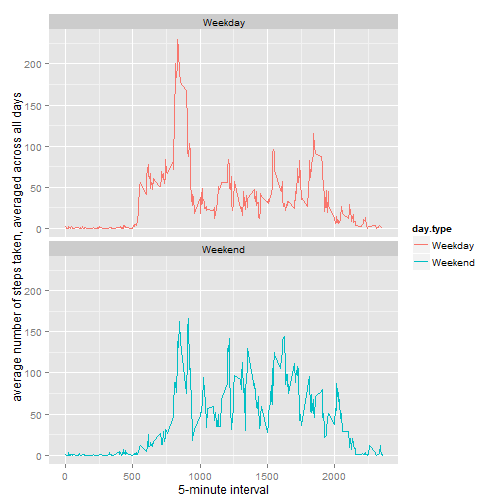 Weekday
200
150
100
50
0
Weekend
200
150
100
50
0
0
500
1000
1500
2000
5-minute interval
average number of steps taken, averaged across all days
day.type
Weekday
Weekend